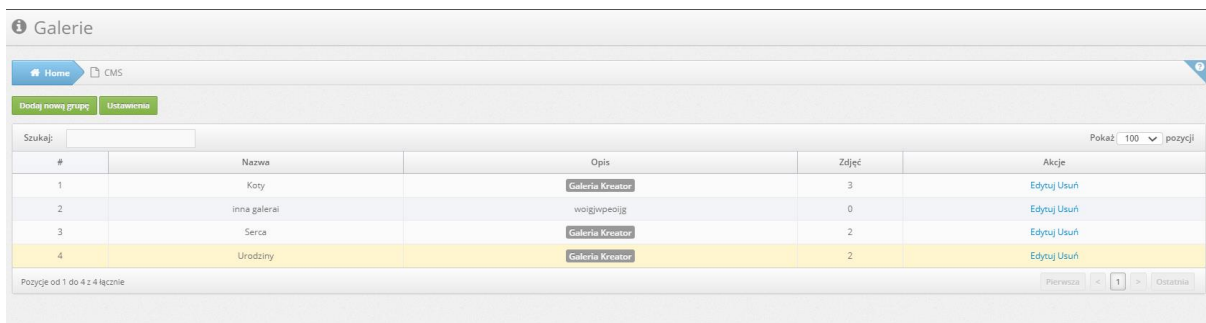 Galerie
Home CMS
Dodaj nową grupę Ustawienia
Szukaj: Pokaż 100 pozycji
# Nazwa Opis Zdjęć Akcje
1 Koty Galeria Kreator 3 Edytuj Usuń
2 inna galerai woigjwpeoijg 0 Edytuj Usuń
3 Serca Galeria Kreator 2 Edytuj Usuń
4 Urodziny Galeria Kreator 2 Edytuj Usuń
Pozycje od 1 do 4 z 4 łącznie Pierwsza < 1 > Ostatnia